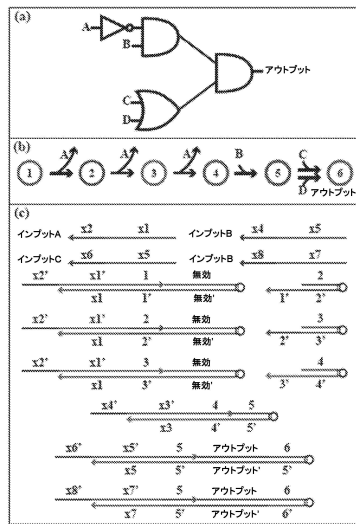 (a)
A
B
C
D
アウトプット
(b)
A A A B C
1 2 3 4 5 6
D
アウトプット
(c)
インプットA x2 x1 インプットB x4 x5
インプットC x6 x5 インプットB x8 x7
x2' x1' 1 無効 2
x1 1' 無効' 1' 2'
x2' x1' 2 無効 3
x1 2' 無効' 2' 3'
x2' x1' 3 無効 4
x1 3' 無効' 3' 4'
x4' x3' 4 5
x3 4' 5'
x6' x5' 5 アウトプット 6
x5 5' アウトプット' 5'
x8' x7' 5 アウトプット 6
x7 5' アウトプット' 6'